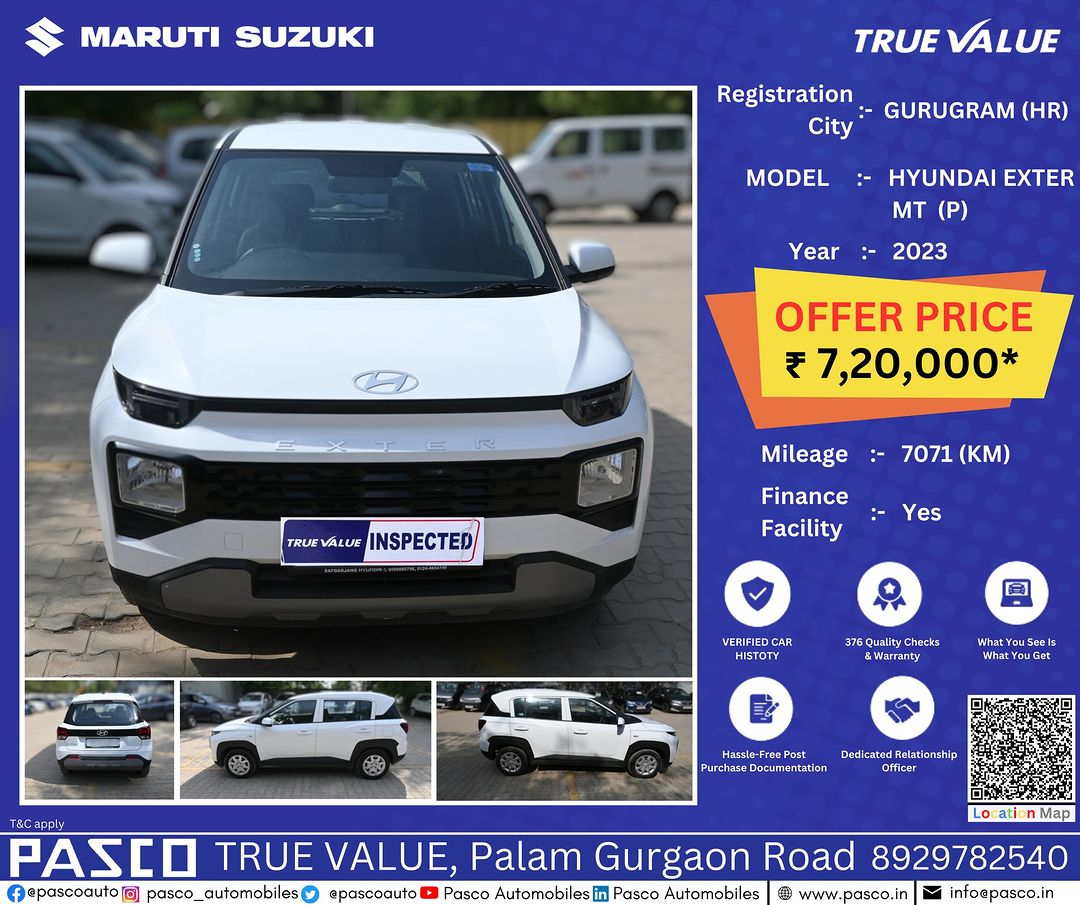 MARUTI SUZUKI
TRUE VALUE
Registration City :- GURUGRAM (HR)
MODEL :- HYUNDAI EXTER
MT (P)
Year :- 2023
OFFER PRICE
₹ 7,20,000*
Mileage :- 7071 (KM)
Finance Facility :- Yes
EXTER
TRUE VALUE INSPECTED
VERIFIED CAR
HISTOTY
376 Quality Checks
& Warranty
What You See Is
What You Get
Hassle-Free Post
Purchase Documentation
Dedicated Relationship
Officer
Location Map
T&C apply
PASCO TRUE VALUE, Palam Gurgaon Road 8929782540
@pascoauto pasco_automobiles @pascoauto Pasco Automobiles Pasco Automobiles www.pasco.in info@pasco.in